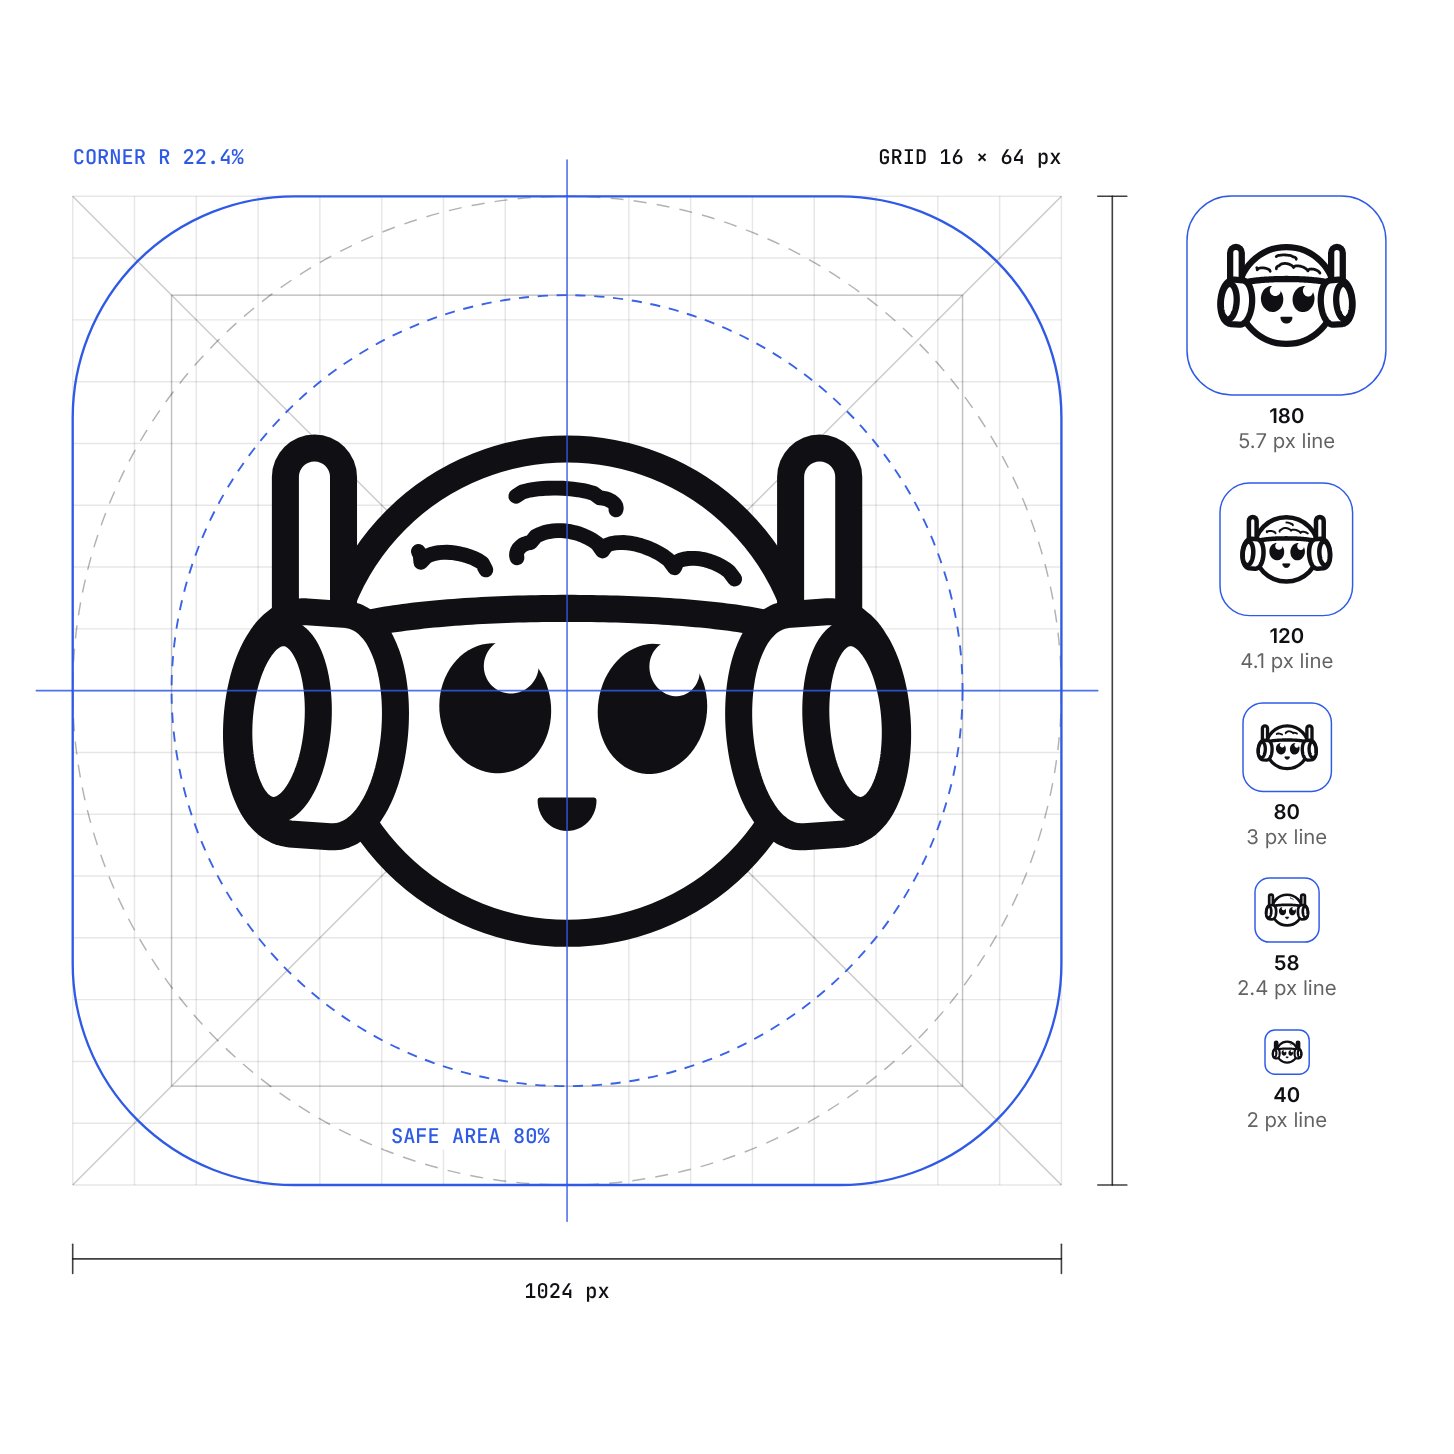 CORNER R 22.4%
GRID 16 × 64 px
180
5.7 px line
120
4.1 px line
80
3 px line
58
2.4 px line
40
2 px line
SAFE AREA 80%
1024 px